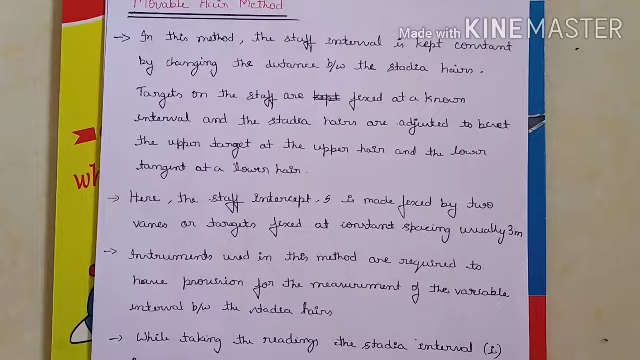 Movable Hair Method
Made with KINEMASTER
→ In this method, the staff interval is kept constant
by changing the distance b/w the stadia hairs.
Targets on the staff are kept fixed at a known
interval and the stadia hairs are adjusted to
the upper target at the upper hair and the lower
tangent at a lower hair.
→ Here, the staff intercept s is made fixed by two
vanes or targets fixed at constant spacing usually 3m
→ Instruments used in this method are required to
have provision for the measurement of the variable
interval b/w the stadia hairs
→ While taking the readings the stadia interval (i)
wh